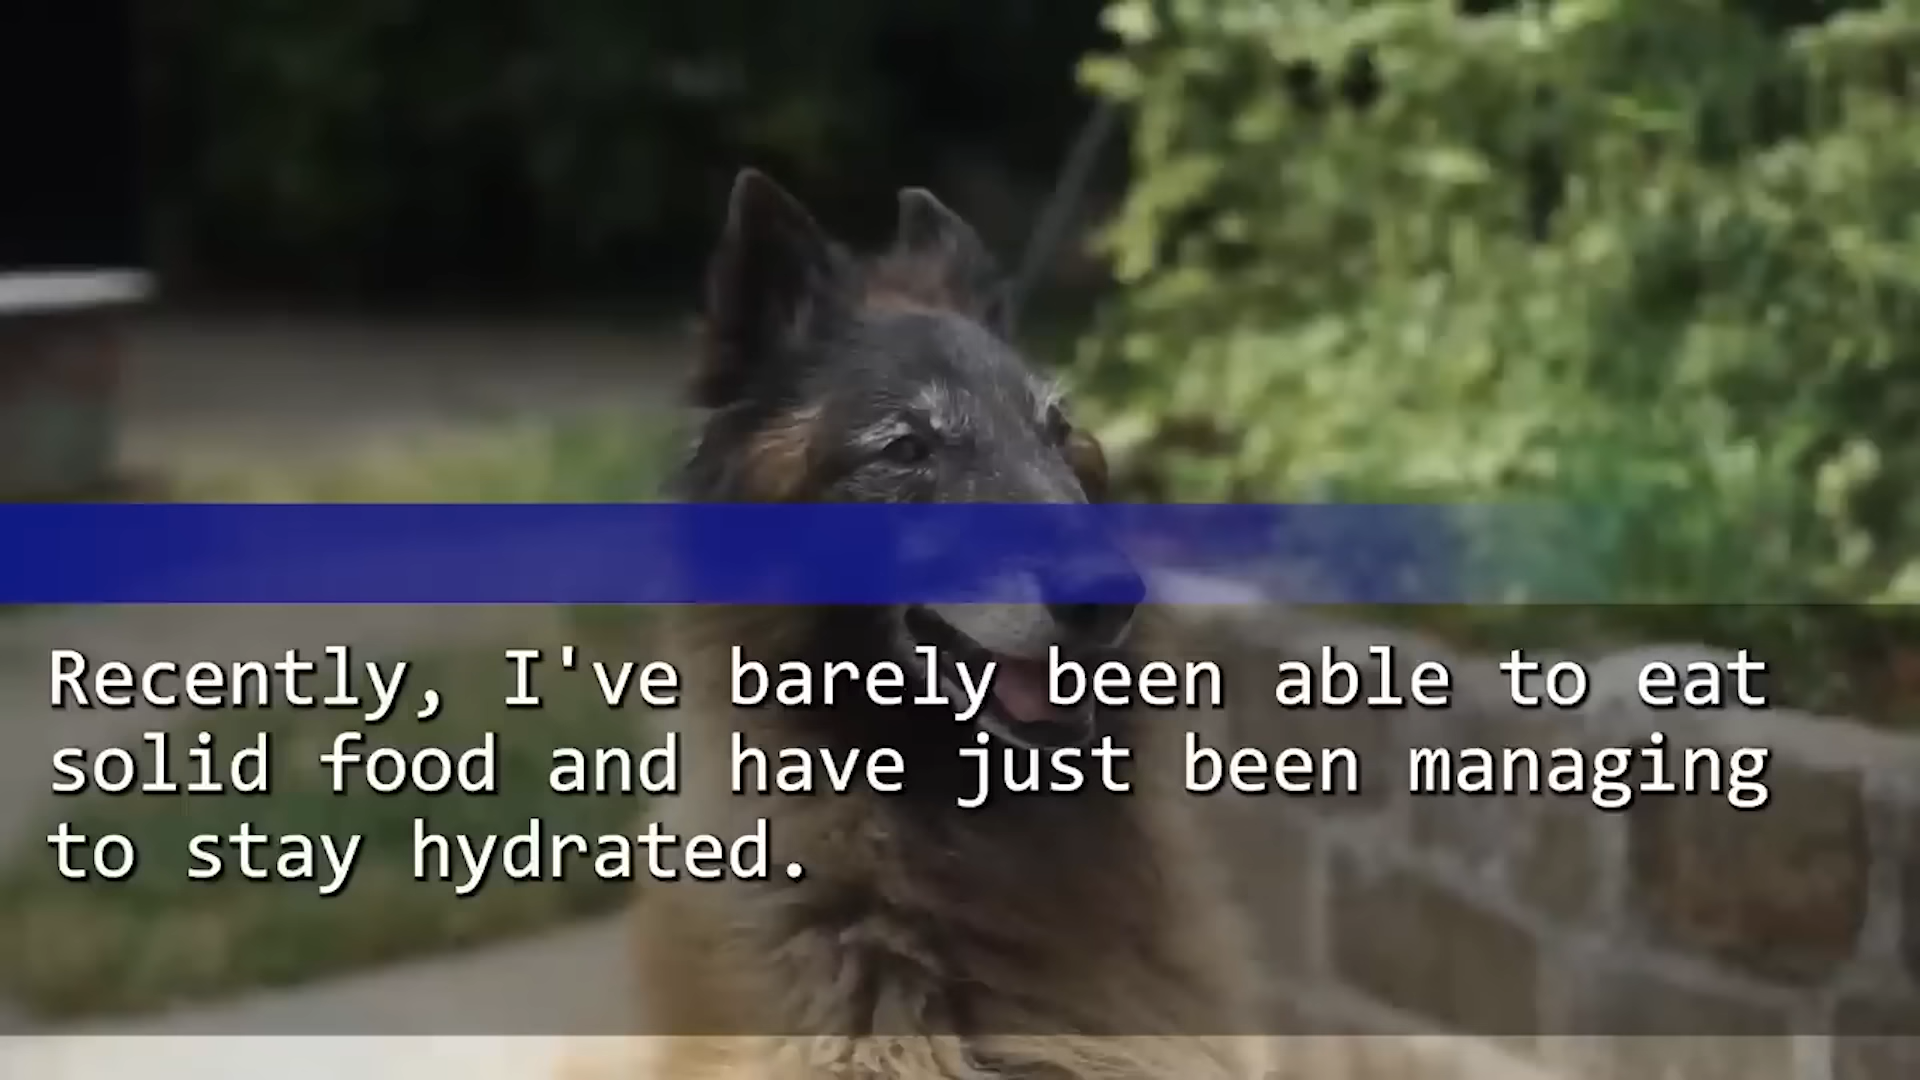 Recently, I've barely been able to eat
solid food and have just been managing
to stay hydrated.